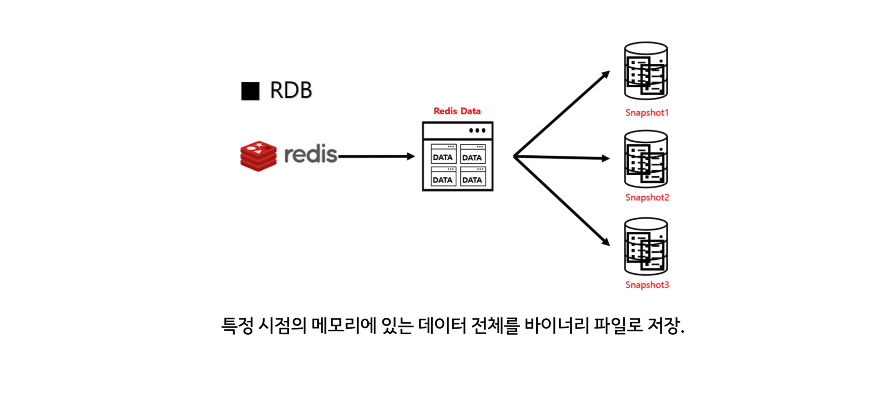 RDB
Redis Data
redis
DATA DATA
DATA DATA
Snapshot1
Snapshot2
Snapshot3
특정 시점의 메모리에 있는 데이터 전체를 바이너리 파일로 저장.